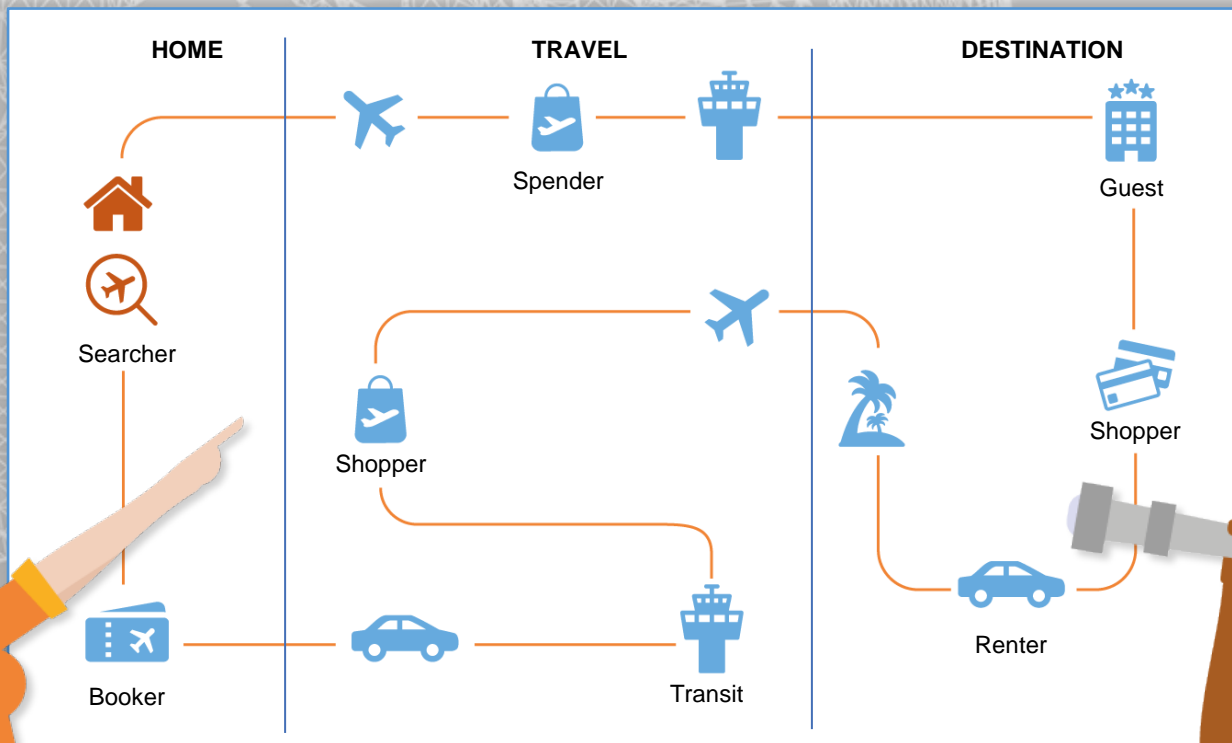 HOME
TRAVEL
DESTINATION
Spender
Guest
Searcher
Shopper
Shopper
Renter
Booker
Transit